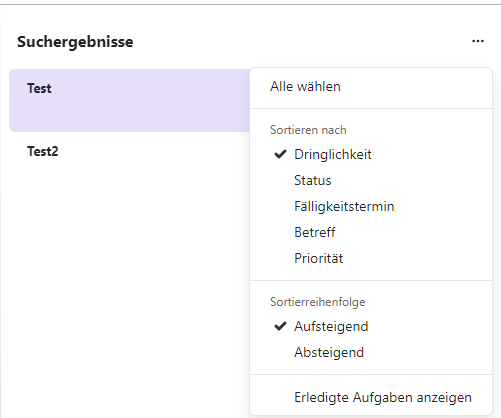 Suchergebnisse
Test
Test2
Alle wählen
Sortieren nach
Dringlichkeit
Status
Fälligkeitstermin
Betreff
Priorität
Sortierreihenfolge
Aufsteigend
Absteigend
Erledigte Aufgaben anzeigen